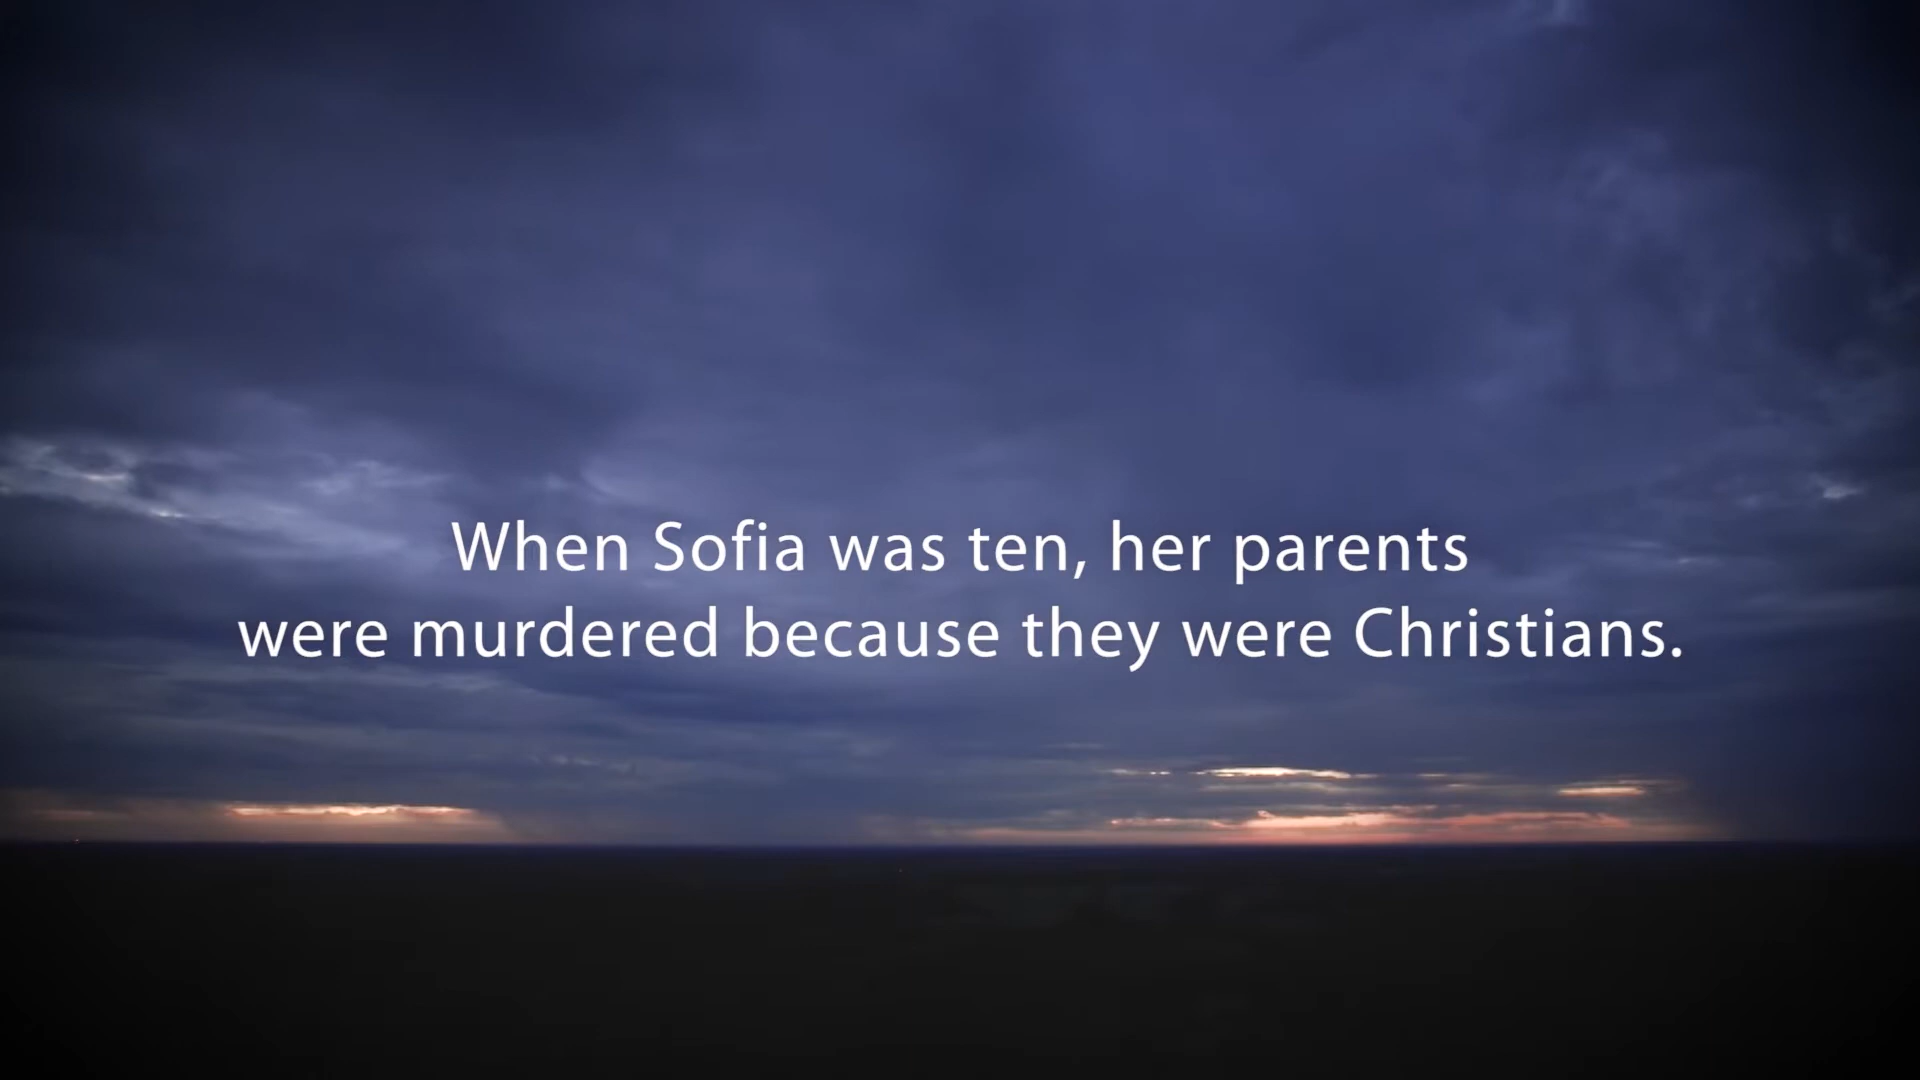 When Sofia was ten, her parents
were murdered because they were Christians.